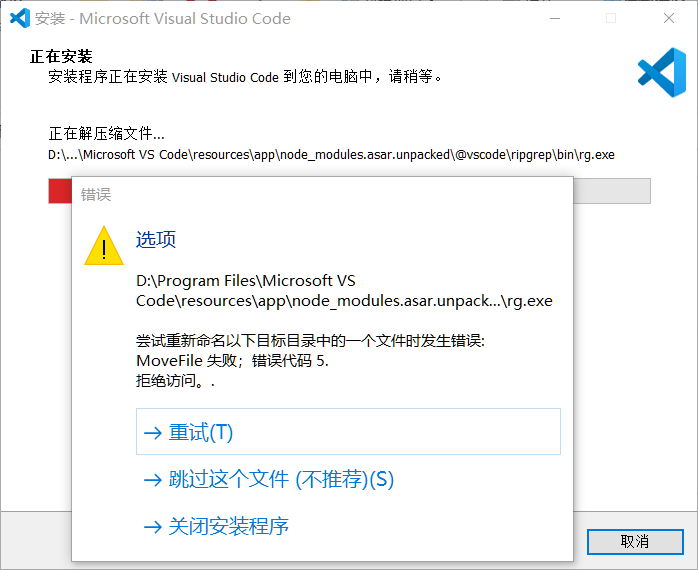 安装 - Microsoft Visual Studio Code
正在安装
安装程序正在安装 Visual Studio Code 到您的电脑中，请稍等。
正在解压缩文件...
D:\...\Microsoft VS Code\resources\app\node_modules.asar.unpacked\@vscode\ripgrep\bin\rg.exe
错误
选项
D:\Program Files\Microsoft VS
Code\resources\app\node_modules.asar.unpack...\rg.exe
尝试重新命名以下目标目录中的一个文件时发生错误:
MoveFile 失败；错误代码 5.
拒绝访问。.
→ 重试(T)
→ 跳过这个文件 (不推荐)(S)
→ 关闭安装程序
取消